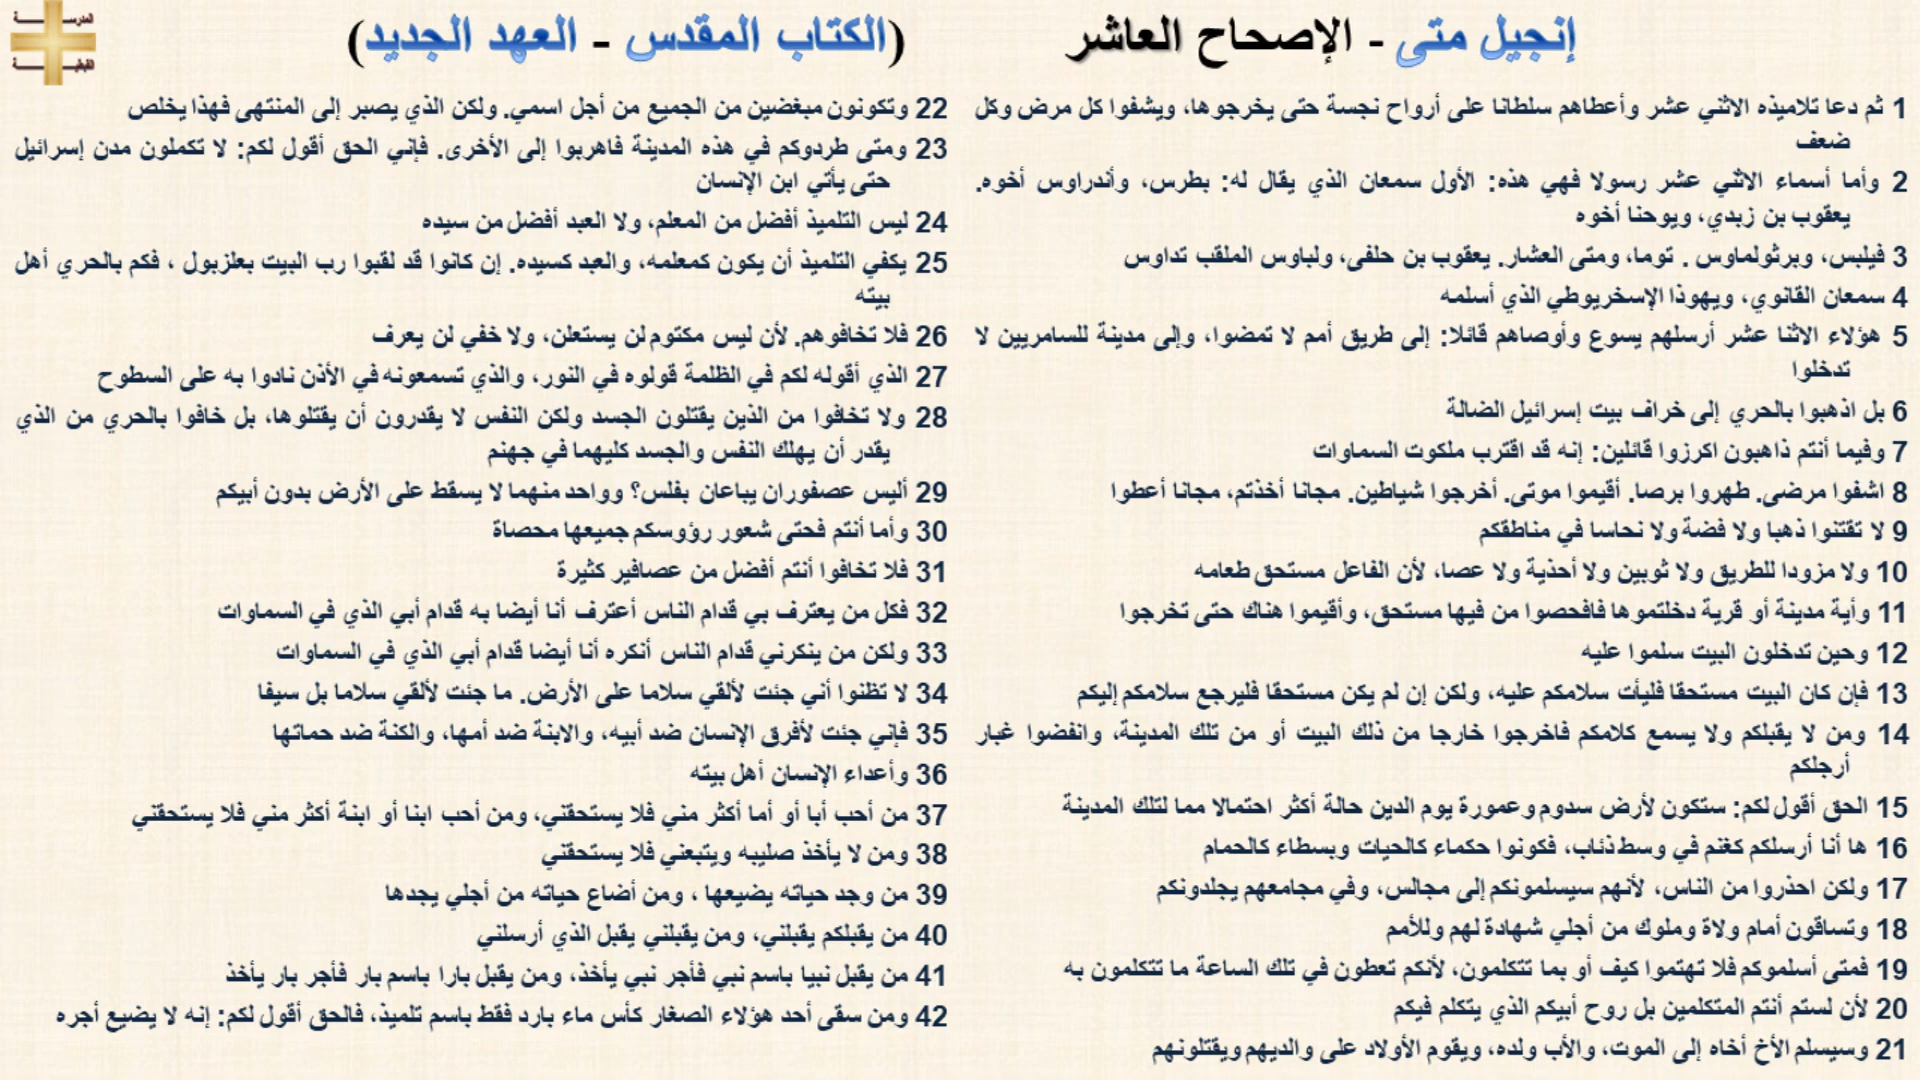 إنجيل متى - الإصحاح العاشر (الكتاب المقدس - العهد الجديد)
1 ثم دعا تلاميذه الاثني عشر وأعطاهم سلطانا على أرواح نجسة حتى يخرجوها، ويشفوا كل مرض وكل
ضعف
2 وأما أسماء الاثني عشر رسولا فهي هذه: الأول سمعان الذي يقال له: بطرس، وأندراوس أخوه.
يعقوب بن زبدي، ويوحنا أخوه
3 فيلبس، وبرثولماوس . توما، ومتى العشار. يعقوب بن حلفى، ولباوس الملقب تداوس
4 سمعان القانوي، ويهوذا الإسخريوطي الذي أسلمه
5 هؤلاء الاثنا عشر أرسلهم يسوع وأوصاهم قائلا: إلى طريق أمم لا تمضوا، وإلى مدينة للسامريين لا
تدخلوا
6 بل اذهبوا بالحري إلى خراف بيت إسرائيل الضالة
7 وفيما أنتم ذاهبون اكرزوا قائلين: إنه قد اقترب ملكوت السماوات
8 اشفوا مرضى. طهروا برصا. أقيموا موتى. أخرجوا شياطين. مجانا أخذتم، مجانا أعطوا
9 لا تقتنوا ذهبا ولا فضة ولا نحاسا في مناطقكم
10 ولا مزودا للطريق ولا ثوبين ولا أحذية ولا عصا، لأن الفاعل مستحق طعامه
11 وأية مدينة أو قرية دخلتموها فافحصوا من فيها مستحق، وأقيموا هناك حتى تخرجوا
12 وحين تدخلون البيت سلموا عليه
13 فإن كان البيت مستحقا فليأت سلامكم عليه، ولكن إن لم يكن مستحقا فليرجع سلامكم إليكم
14 ومن لا يقبلكم ولا يسمع كلامكم فاخرجوا خارجا من ذلك البيت أو من تلك المدينة، وانفضوا غبار
أرجلكم
15 الحق أقول لكم: ستكون لأرض سدوم وعمورة يوم الدين حالة أكثر احتمالا مما لتلك المدينة
16 ها أنا أرسلكم كغنم في وسط ذئاب، فكونوا حكماء كالحيات وبسطاء كالحمام
17 ولكن احذروا من الناس، لأنهم سيسلمونكم إلى مجالس، وفي مجامعهم يجلدونكم
18 وتساقون أمام ولاة وملوك من أجلي شهادة لهم وللأمم
19 فمتى أسلموكم فلا تهتموا كيف أو بما تتكلمون، لأنكم تعطون في تلك الساعة ما تتكلمون به
20 لأن لستم أنتم المتكلمين بل روح أبيكم الذي يتكلم فيكم
21 وسيسلم الأخ أخاه إلى الموت، والأب ولده، ويقوم الأولاد على والديهم ويقتلونهم
22 وتكونون مبغضين من الجميع من أجل اسمي. ولكن الذي يصبر إلى المنتهى فهذا يخلص
23 ومتى طردوكم في هذه المدينة فاهربوا إلى الأخرى. فإني الحق أقول لكم: لا تكملون مدن إسرائيل
حتى يأتي ابن الإنسان
24 ليس التلميذ أفضل من المعلم، ولا العبد أفضل من سيده
25 يكفي التلميذ أن يكون كمعلمه، والعبد كسيده. إن كانوا قد لقبوا رب البيت بعلزبول ، فكم بالحري أهل
بيته
26 فلا تخافوهم. لأن ليس مكتوم لن يستعلن، ولا خفي لن يعرف
27 الذي أقوله لكم في الظلمة قولوه في النور، والذي تسمعونه في الأذن نادوا به على السطوح
28 ولا تخافوا من الذين يقتلون الجسد ولكن النفس لا يقدرون أن يقتلوها، بل خافوا بالحري من الذي
يقدر أن يهلك النفس والجسد كليهما في جهنم
29 أليس عصفوران يباعان بفلس؟ وواحد منهما لا يسقط على الأرض بدون أبيكم
30 وأما أنتم فحتى شعور رؤوسكم جميعها محصاة
31 فلا تخافوا أنتم أفضل من عصافير كثيرة
32 فكل من يعترف بي قدام الناس أعترف أنا أيضا به قدام أبي الذي في السماوات
33 ولكن من ينكرني قدام الناس أنكره أنا أيضا قدام أبي الذي في السماوات
34 لا تظنوا أني جئت لألقي سلاما على الأرض. ما جئت لألقي سلاما بل سيفا
35 فإني جئت لأفرق الإنسان ضد أبيه، والابنة ضد أمها، والكنة ضد حماتها
36 وأعداء الإنسان أهل بيته
37 من أحب أبا أو أما أكثر مني فلا يستحقني، ومن أحب ابنا أو ابنة أكثر مني فلا يستحقني
38 ومن لا يأخذ صليبه ويتبعني فلا يستحقني
39 من وجد حياته يضيعها ، ومن أضاع حياته من أجلي يجدها
40 من يقبلكم يقبلني، ومن يقبلني يقبل الذي أرسلني
41 من يقبل نبيا باسم نبي فأجر نبي يأخذ، ومن يقبل بارا باسم بار فأجر بار يأخذ
42 ومن سقى أحد هؤلاء الصغار كأس ماء بارد فقط باسم تلميذ، فالحق أقول لكم: إنه لا يضيع أجره